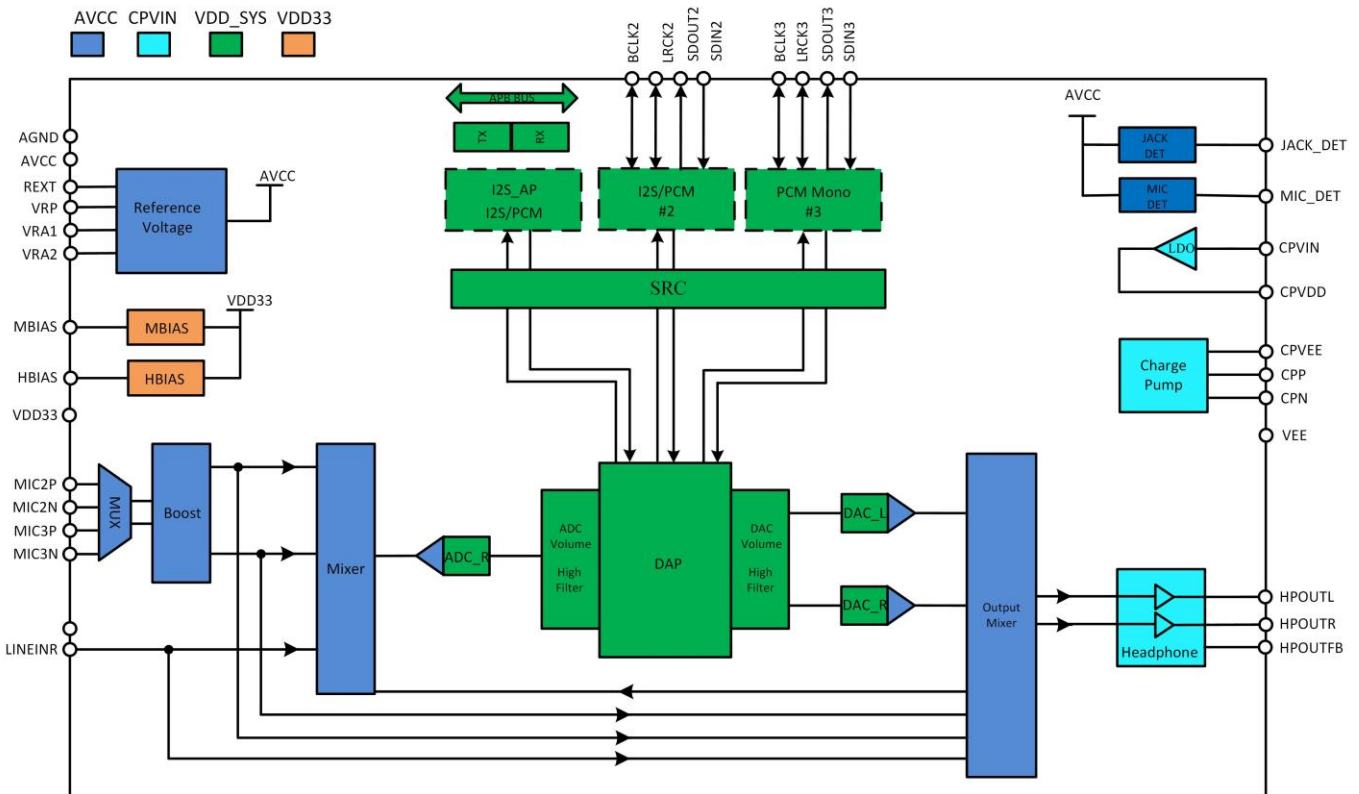 AVCC CPVIN VDD_SYS VDD33
BCLK2
LRCK2
SDOUT2
SDIN2
BCLK3
LRCK3
SDOUT3
SDIN3
APB BUS
TX
RX
AGND
AVCC
REXT
VRP
VRA1
VRA2
Reference
Voltage
AVCC
I2S_AP
I2S/PCM
I2S/PCM
#2
PCM Mono
#3
AVCC
JACK
DET
MIC
DET
JACK_DET
MIC_DET
LDO
CPVIN
CPVDD
SRC
VDD33
MBIAS
MBIAS
HBIAS
HBIAS
VDD33
Charge
Pump
CPVEE
CPP
CPN
VEE
MIC2P
MIC2N
MIC3P
MIC3N
MUX
Boost
Mixer
ADC_R
ADC
Volume
High
Filter
DAP
DAC
Volume
High
Filter
DAC_L
DAC_R
Output
Mixer
Headphone
HPOUTL
HPOUTR
HPOUTFB
LINEINR